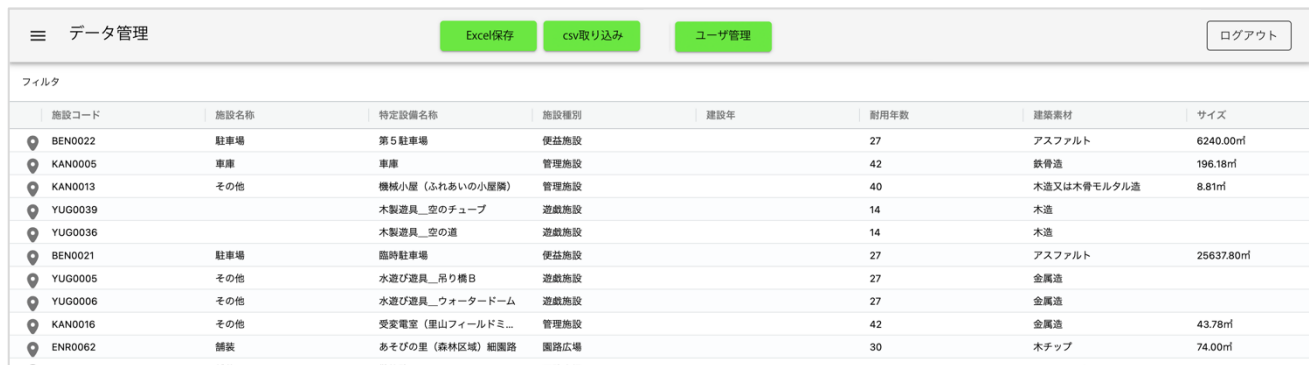 データ管理 Excel保存 csv取り込み ユーザ管理 ログアウト
フィルタ
施設コード 施設名称 特定設備名称 施設種別 建設年 耐用年数 建築素材 サイズ
BEN0022 駐車場 第５駐車場 便益施設 27 アスファルト 6240.00㎡
KAN0005 車庫 車庫 管理施設 42 鉄骨造 196.18㎡
KAN0013 その他 機械小屋（ふれあいの小屋隣） 管理施設 40 木造又は木骨モルタル造 8.81㎡
YUG0039 木製遊具__空のチューブ 遊戯施設 14 木造
YUG0036 木製遊具__空の道 遊戯施設 14 木造
BEN0021 駐車場 臨時駐車場 便益施設 27 アスファルト 25637.80㎡
YUG0005 その他 水遊び遊具__吊り橋Ｂ 遊戯施設 27 金属造
YUG0006 その他 水遊び遊具__ウォータードーム 遊戯施設 27 金属造
KAN0016 その他 受変電室（里山フィールドミ... 管理施設 42 金属造 43.78㎡
ENR0062 舗装 あそびの里（森林区域）細園路 園路広場 30 木チップ 74.00㎡